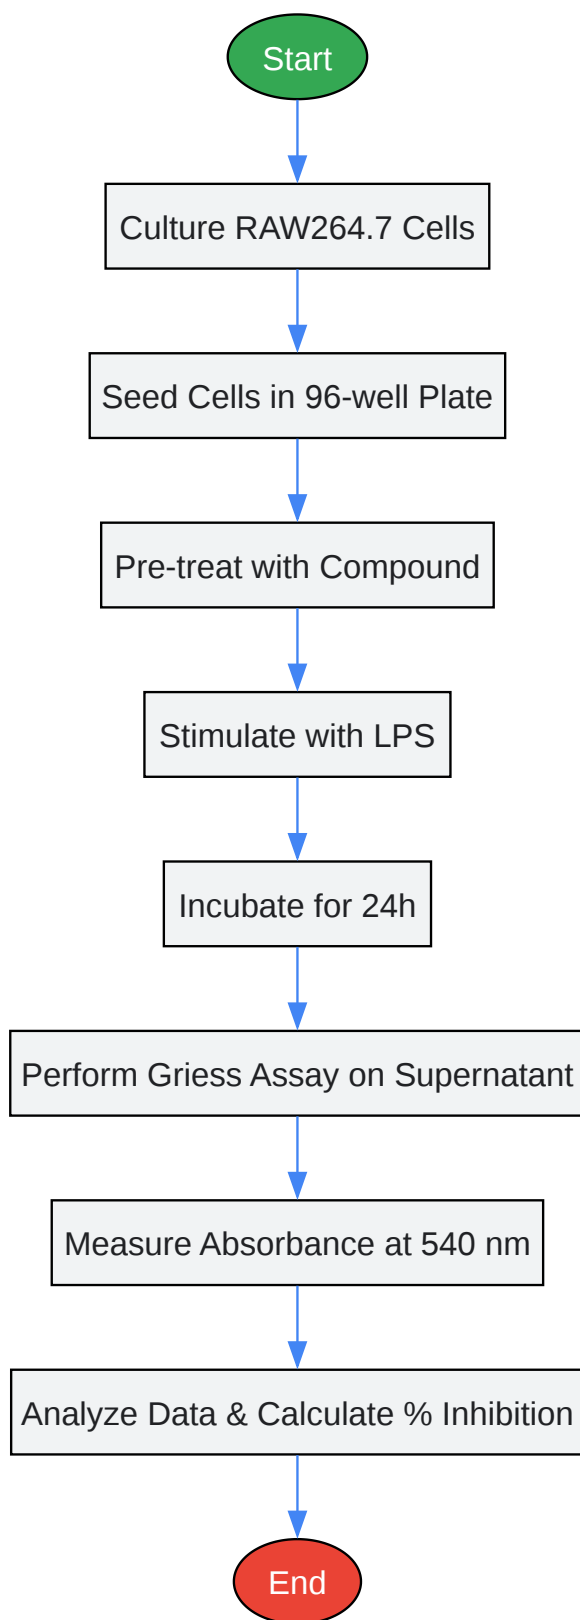 Start
Culture RAW264.7 Cells
Seed Cells in 96-well Plate
Pre-treat with Compound
Stimulate with LPS
Incubate for 24h
Perform Griess Assay on Supernatant
Measure Absorbance at 540 nm
Analyze Data & Calculate % Inhibition
End